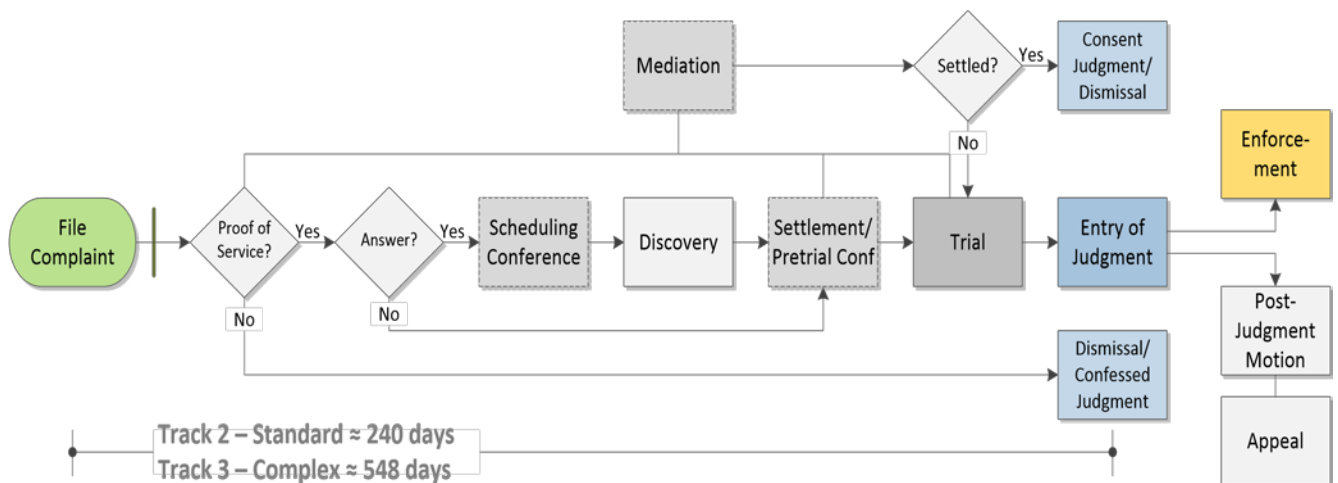 Mediation
Settled?
Yes
Consent
Judgment/
Dismissal
No
Enforce-
ment
File
Complaint
Proof of
Service?
Yes
Answer?
Yes
Scheduling
Conference
Discovery
Settlement/
Pretrial Conf
Trial
Entry of
Judgment
No
No
Post-
Judgment
Motion
Dismissal/
Confessed
Judgment
Appeal
Track 2 – Standard ≈ 240 days
Track 3 – Complex ≈ 548 days